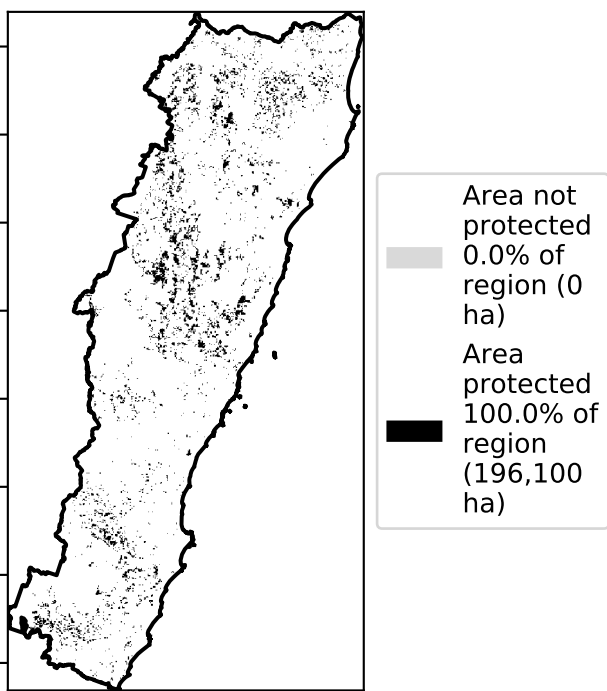 Area not
protected
0.0% of
region (0
ha)
Area
protected
100.0% of
region
(196,100
ha)